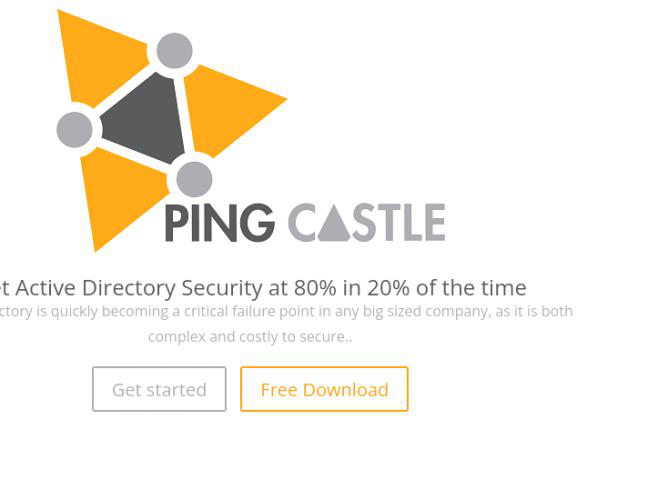 PING CASTLE
Active Directory Security at 80% in 20% of the time
is quickly becoming a critical failure point in any big sized company, as it is both
complex and costly to secure..
Get started
Free Download